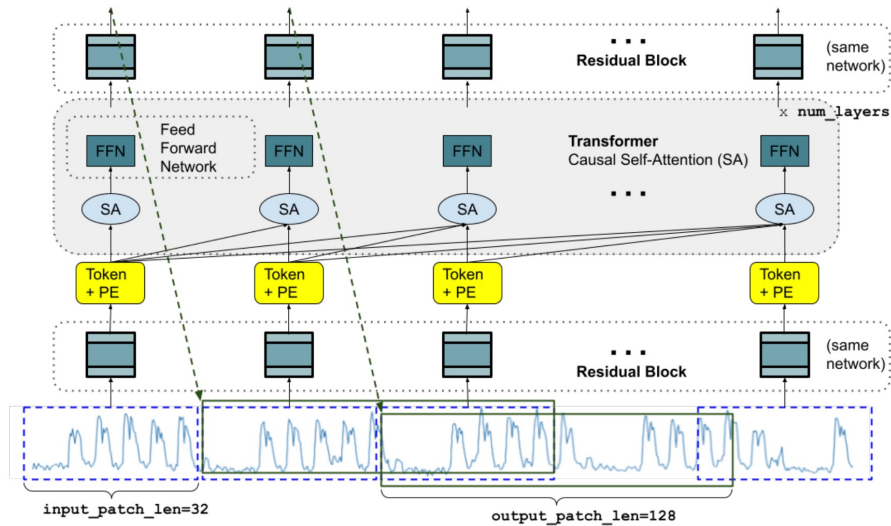 • • •
Residual Block
(same
network)
x num_layers
Feed
Forward
Network
FFN
FFN
FFN
FFN
Transformer
Causal Self-Attention (SA)
• • •
SA
SA
SA
SA
Token
+ PE
Token
+ PE
Token
+ PE
Token
+ PE
• • •
Residual Block
(same
network)
input_patch_len=32
output_patch_len=128